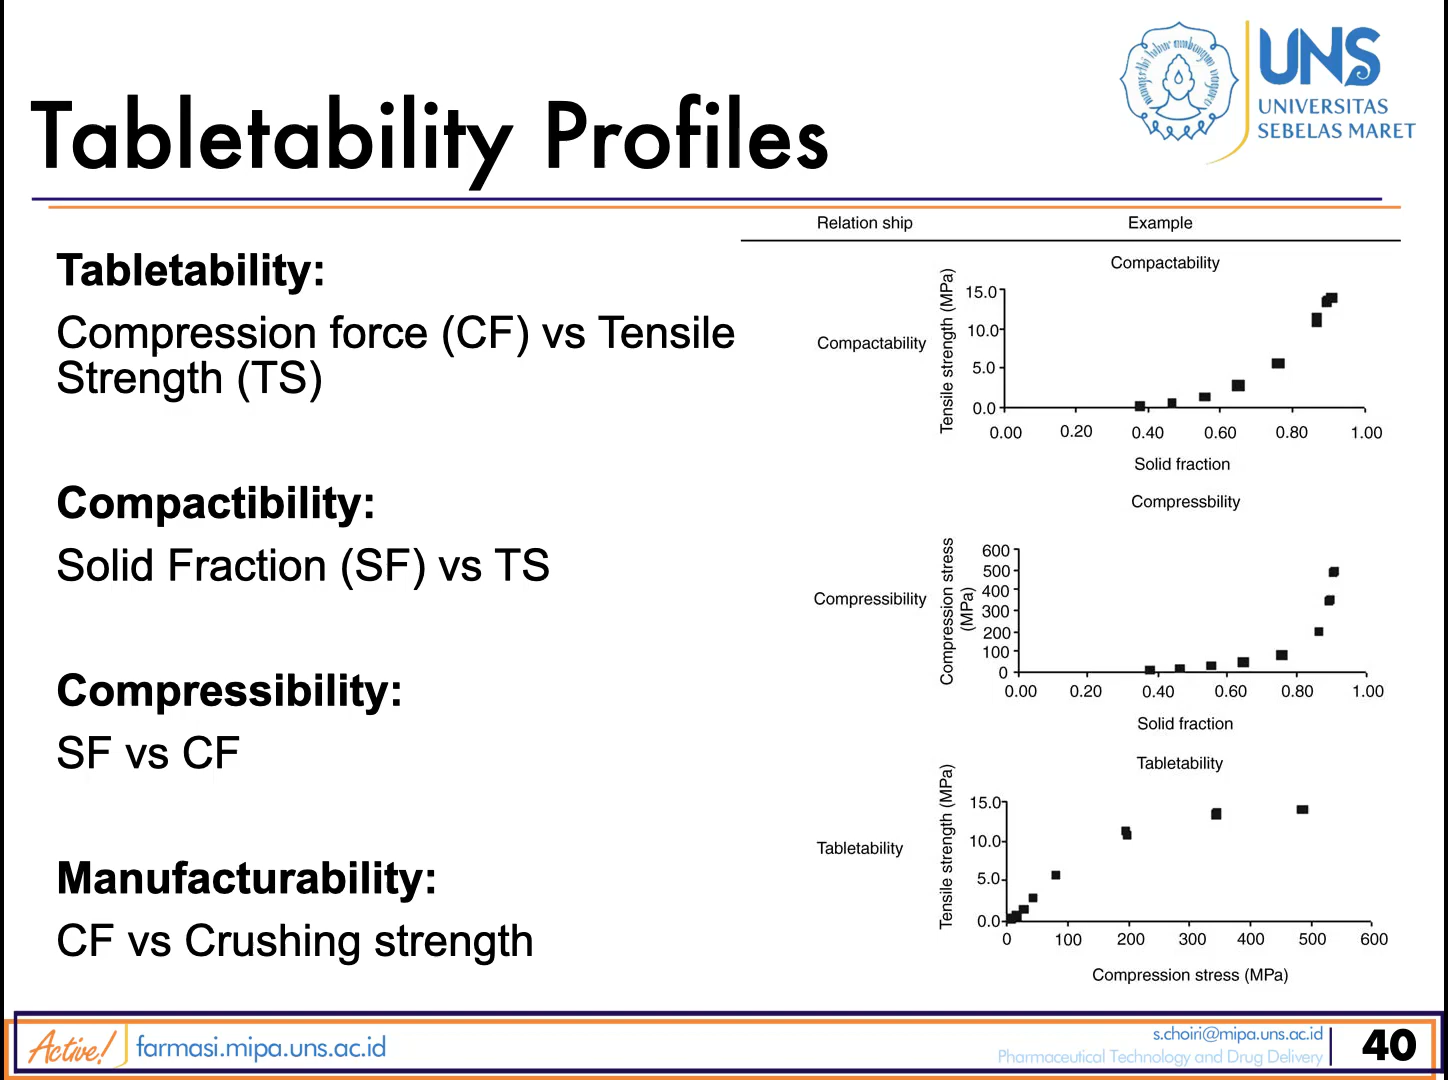 UNS
UNIVERSITAS
SEBELAS MARET
Tabletability Profiles
Tabletability:
Compression force (CF) vs Tensile
Strength (TS)
Compactibility:
Solid Fraction (SF) vs TS
Compressibility:
SF vs CF
Manufacturability:
CF vs Crushing strength
Relation ship
Example
Compactability
Compactability
Tensile strength (MPa)
15.0
10.0
5.0
0.0
0.00 0.20 0.40 0.60 0.80 1.00
Solid fraction
Compressbility
Compressibility
Compression stress
(MPa)
600
500
400
300
200
100
0
0.00 0.20 0.40 0.60 0.80 1.00
Solid fraction
Tabletability
Tabletability
Tensile strength (MPa)
15.0
10.0
5.0
0.0
0 100 200 300 400 500 600
Compression stress (MPa)
Active!
farmasi.mipa.uns.ac.id
s.choiri@mipa.uns.ac.id
Pharmaceutical Technology and Drug Delivery
40